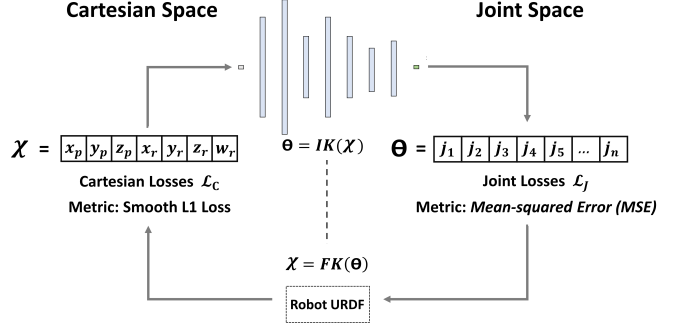 Cartesian Space
Joint Space
χ = x_p y_p z_p x_r y_r z_r w_r
Θ = IK(χ)
Θ = j_1 j_2 j_3 j_4 j_5 ... j_n
Cartesian Losses ℒ_C
Metric: Smooth L1 Loss
Joint Losses ℒ_J
Metric: Mean-squared Error (MSE)
χ = FK(Θ)
Robot URDF